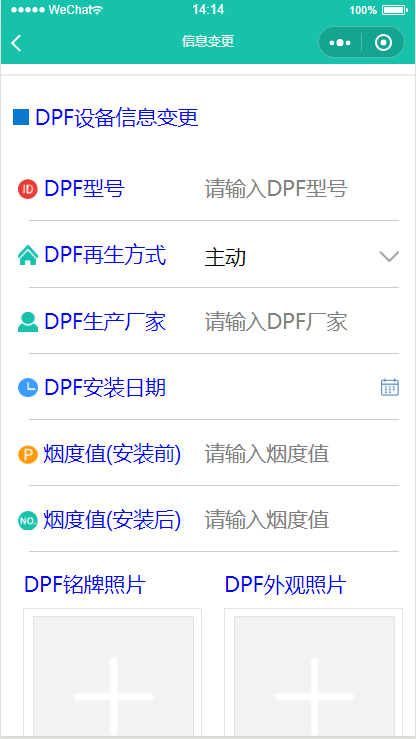 ●●●●● WeChat 14:14 100%
信息变更
DPF设备信息变更
ID DPF型号 请输入DPF型号
DPF再生方式 主动
DPF生产厂家 请输入DPF厂家
DPF安装日期
P 烟度值(安装前) 请输入烟度值
NO. 烟度值(安装后) 请输入烟度值
DPF铭牌照片 DPF外观照片